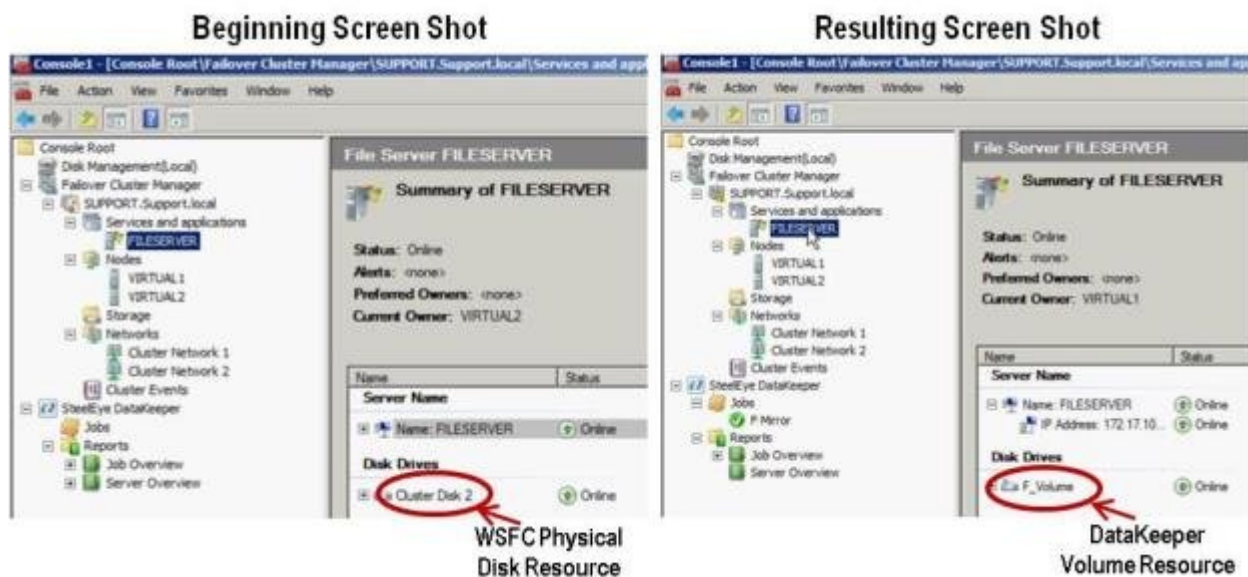 Beginning Screen Shot
Console1 - [Console Root\Failover Cluster Manager\SUPPORT.Support.local\Services and appl
File Action View Favorites Window Help
Console Root
Disk Management(Local)
Failover Cluster Manager
SUPPORT.Support.local
Services and applications
FILESERVER
Nodes
VIRTUAL1
VIRTUAL2
Storage
Networks
Cluster Network 1
Cluster Network 2
Cluster Events
SteelEye DataKeeper
Jobs
Reports
Job Overview
Server Overview
File Server FILESERVER
Summary of FILESERVER
Status: Online
Alerts: <none>
Preferred Owners: <none>
Current Owner: VIRTUAL2
Name Status
Server Name
Name: FILESERVER Online
Disk Drives
Cluster Disk 2 Online
WSFC Physical
Disk Resource
Resulting Screen Shot
Console1 - [Console Root\Failover Cluster Manager\SUPPORT.Support.local\Services and ap
File Action View Favorites Window Help
Console Root
Disk Management(Local)
Failover Cluster Manager
SUPPORT.Support.local
Services and applications
FILESERVER
Nodes
VIRTUAL1
VIRTUAL2
Storage
Networks
Cluster Network 1
Cluster Network 2
Cluster Events
SteelEye DataKeeper
Jobs
F Mirror
Reports
Job Overview
Server Overview
File Server FILESERVER
Summary of FILESERVER
Status: Online
Alerts: <none>
Preferred Owners: <none>
Current Owner: VIRTUAL1
Name Status
Server Name
Name: FILESERVER Online
IP Address: 172.17.10... Online
Disk Drives
F_Volume Online
DataKeeper
Volume Resource